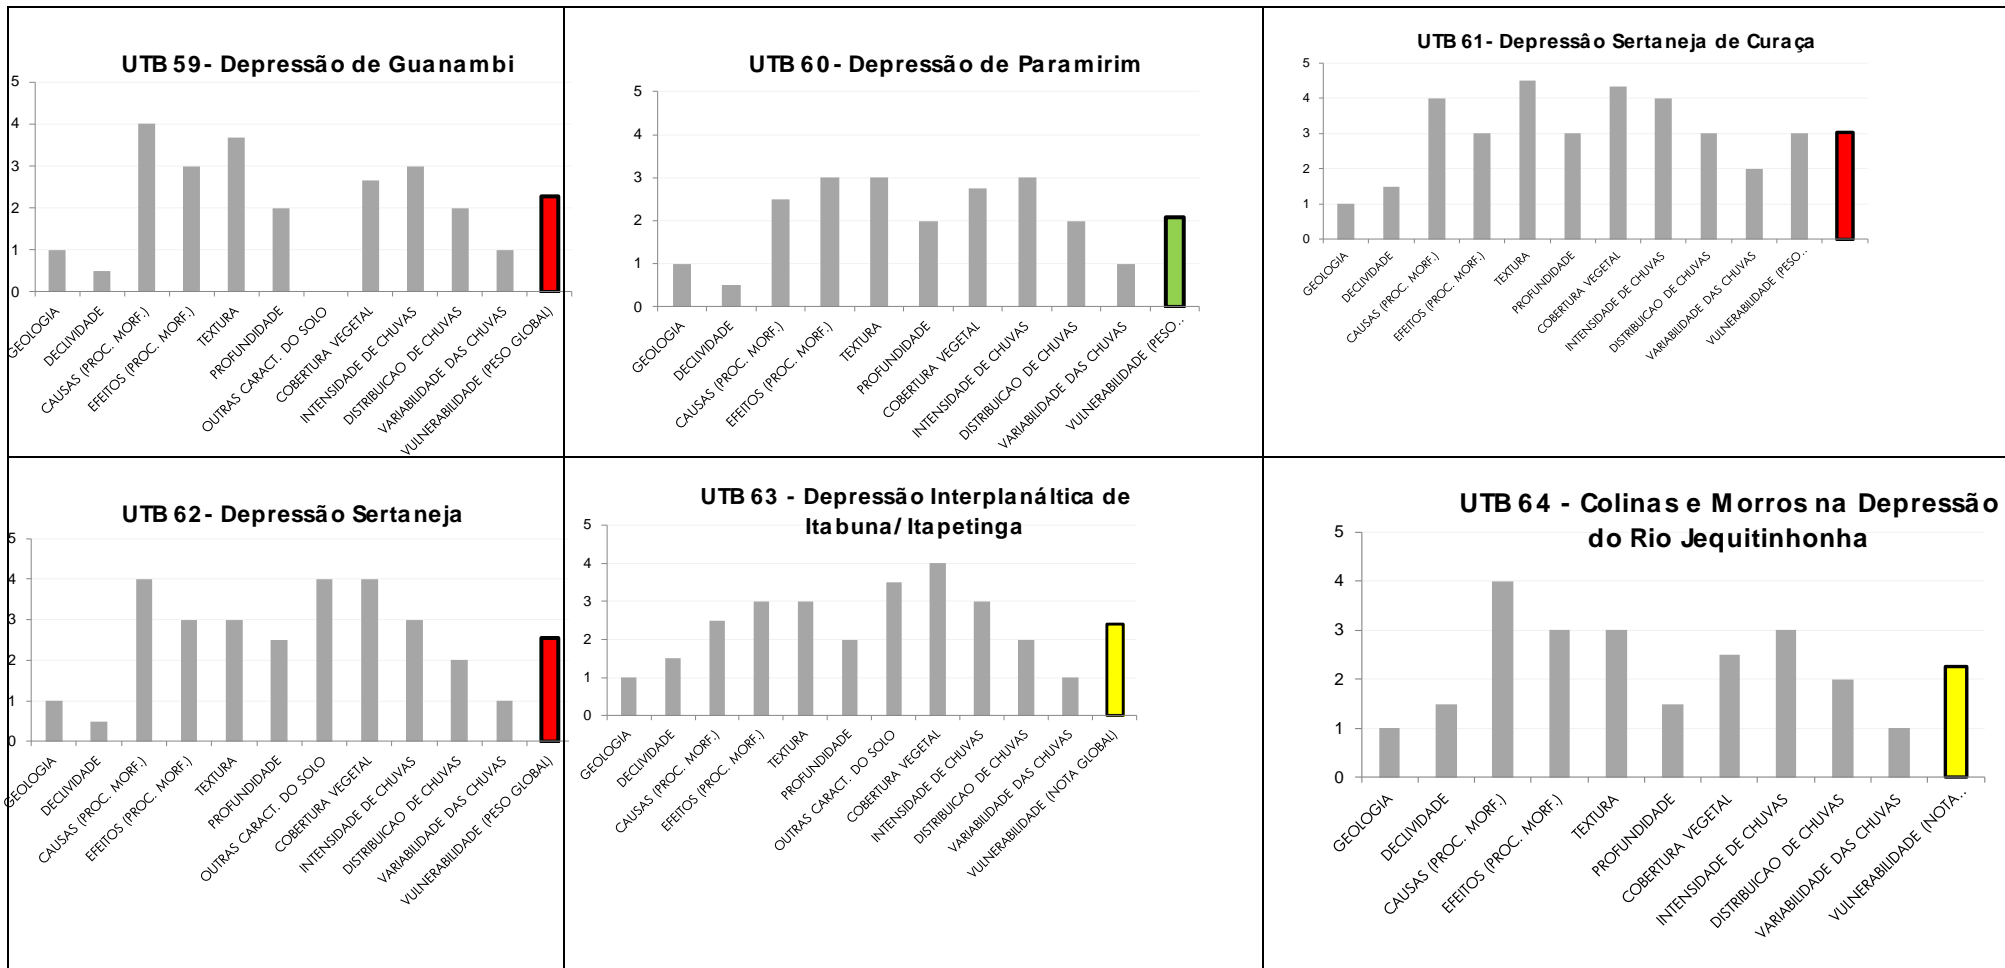 UTB 59 - Depressão de Guanambi
5
4
3
2
1
0
GEOLOGIA
DECLIVIDADE
CAUSAS (PROC. MORF.)
EFEITOS (PROC. MORF.)
TEXTURA
PROFUNDIDADE
OUTRAS CARACT. DO SOLO
COBERTURA VEGETAL
INTENSIDADE DE CHUVAS
DISTRIBUICAO DE CHUVAS
VARIABILIDADE DAS CHUVAS
VULNERABILIDADE (PESO GLOBAL)
UTB 60 - Depressão de Paramirim
5
4
3
2
1
0
GEOLOGIA
DECLIVIDADE
CAUSAS (PROC. MORF.)
EFEITOS (PROC. MORF.)
TEXTURA
PROFUNDIDADE
COBERTURA VEGETAL
INTENSIDADE DE CHUVAS
DISTRIBUICAO DE CHUVAS
VARIABILIDADE DAS CHUVAS
VULNERABILIDADE (PESO..
UTB 61 - Depressâo Sertaneja de Curaça
5
4
3
2
1
0
GEOLOGIA
DECLIVIDADE
CAUSAS (PROC. MORF.)
EFEITOS (PROC. MORF.)
TEXTURA
PROFUNDIDADE
COBERTURA VEGETAL
INTENSIDADE DE CHUVAS
DISTRIBUICAO DE CHUVAS
VARIABILIDADE DAS CHUVAS
VULNERABILIDADE (PESO..
UTB 62 - Depressão Sertaneja
5
4
3
2
1
0
GEOLOGIA
DECLIVIDADE
CAUSAS (PROC. MORF.)
EFEITOS (PROC. MORF.)
TEXTURA
PROFUNDIDADE
OUTRAS CARACT. DO SOLO
COBERTURA VEGETAL
INTENSIDADE DE CHUVAS
DISTRIBUICAO DE CHUVAS
VARIABILIDADE DAS CHUVAS
VULNERABILIDADE (PESO GLOBAL)
UTB 63 - Depressão Interplanáltica de
Itabuna/ Itapetinga
5
4
3
2
1
0
GEOLOGIA
DECLIVIDADE
CAUSAS (PROC. MORF.)
EFEITOS (PROC. MORF.)
TEXTURA
PROFUNDIDADE
OUTRAS CARACT. DO SOLO
COBERTURA VEGETAL
INTENSIDADE DE CHUVAS
DISTRIBUICAO DE CHUVAS
VARIABILIDADE DAS CHUVAS
VULNERABILIDADE (NOTA GLOBAL)
UTB 64 - Colinas e Morros na Depressão
do Rio Jequitinhonha
5
4
3
2
1
0
GEOLOGIA
DECLIVIDADE
CAUSAS (PROC. MORF.)
EFEITOS (PROC. MORF.)
TEXTURA
PROFUNDIDADE
COBERTURA VEGETAL
INTENSIDADE DE CHUVAS
DISTRIBUICAO DE CHUVAS
VARIABILIDADE DAS CHUVAS
VULNERABILIDADE (NOTA..